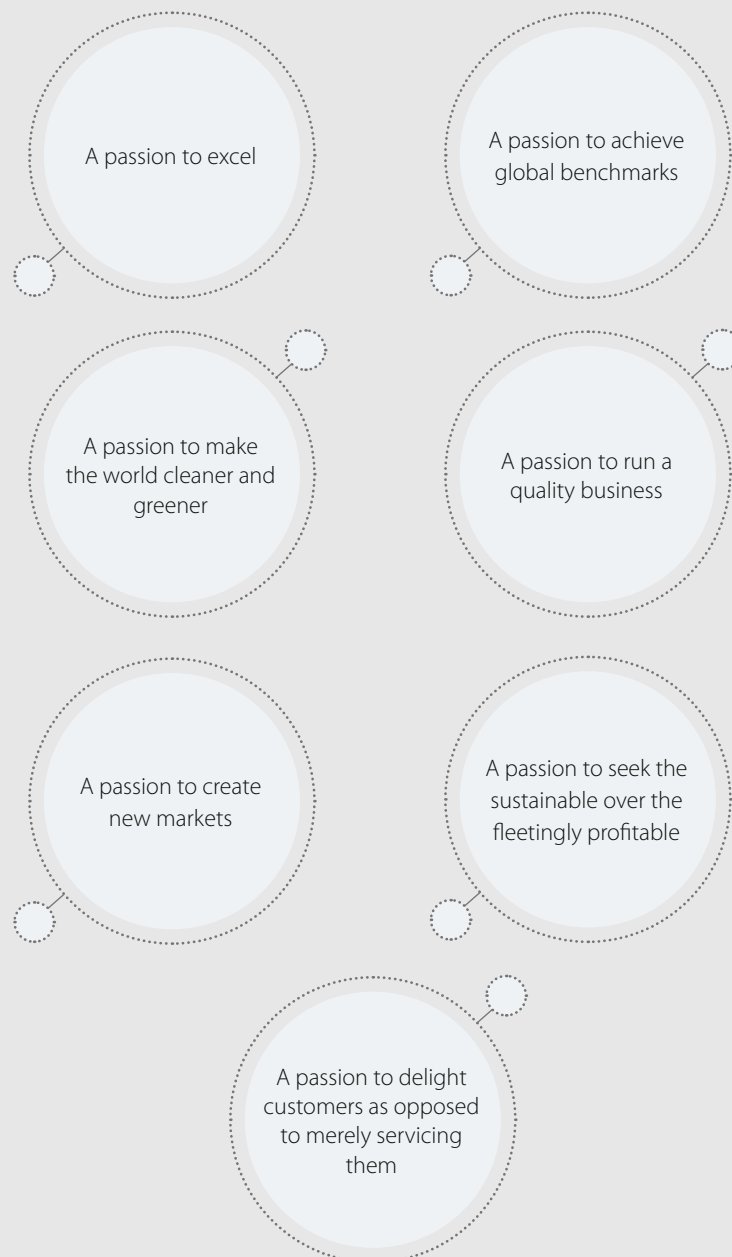 A passion to excel
A passion to achieve
global benchmarks
A passion to make
the world cleaner and
greener
A passion to run a
quality business
A passion to create
new markets
A passion to seek the
sustainable over the
fleetingly profitable
A passion to delight
customers as opposed
to merely servicing
them